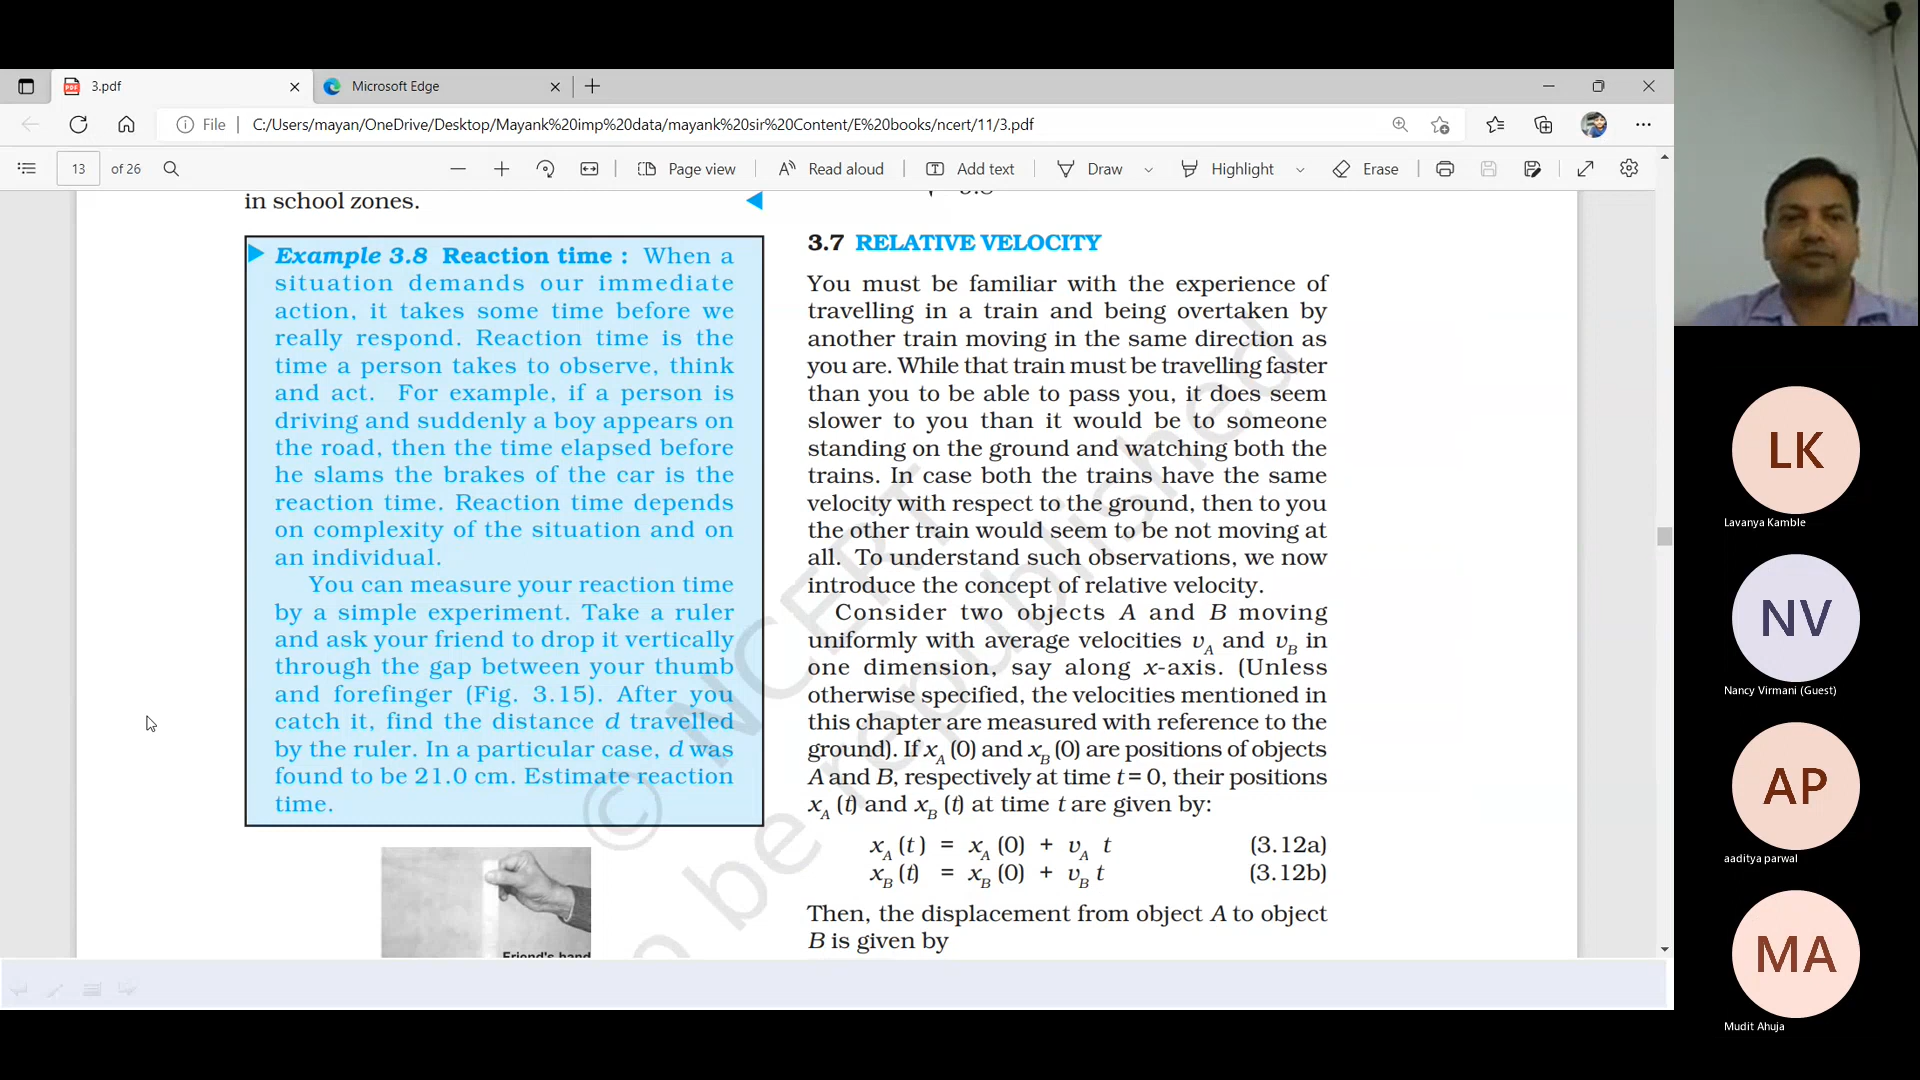 3.pdf
Microsoft Edge
File
C:/Users/mayan/OneDrive/Desktop/Mayank%20imp%20data/mayank%20sir%20Content/E%20books/ncert/11/3.pdf
13 of 26
Page view
Read aloud
Add text
Draw
Highlight
Erase
in school zones.
Example 3.8 Reaction time : When a
situation demands our immediate
action, it takes some time before we
really respond. Reaction time is the
time a person takes to observe, think
and act. For example, if a person is
driving and suddenly a boy appears on
the road, then the time elapsed before
he slams the brakes of the car is the
reaction time. Reaction time depends
on complexity of the situation and on
an individual.
You can measure your reaction time
by a simple experiment. Take a ruler
and ask your friend to drop it vertically
through the gap between your thumb
and forefinger (Fig. 3.15). After you
catch it, find the distance d travelled
by the ruler. In a particular case, d was
found to be 21.0 cm. Estimate reaction
time.
Friend's hand
3.7 RELATIVE VELOCITY
You must be familiar with the experience of
travelling in a train and being overtaken by
another train moving in the same direction as
you are. While that train must be travelling faster
than you to be able to pass you, it does seem
slower to you than it would be to someone
standing on the ground and watching both the
trains. In case both the trains have the same
velocity with respect to the ground, then to you
the other train would seem to be not moving at
all. To understand such observations, we now
introduce the concept of relative velocity.
Consider two objects A and B moving
uniformly with average velocities v_A and v_B in
one dimension, say along x-axis. (Unless
otherwise specified, the velocities mentioned in
this chapter are measured with reference to the
ground). If x_A (0) and x_B (0) are positions of objects
A and B, respectively at time t = 0, their positions
x_A (t) and x_B (t) at time t are given by:
x_A (t) = x_A (0) + v_A t (3.12a)
x_B (t) = x_B (0) + v_B t (3.12b)
Then, the displacement from object A to object
B is given by
© NCERT
be republished
LK
Lavanya Kamble
NV
Nancy Virmani (Guest)
AP
aaditya parwal
MA
Mudit Ahuja